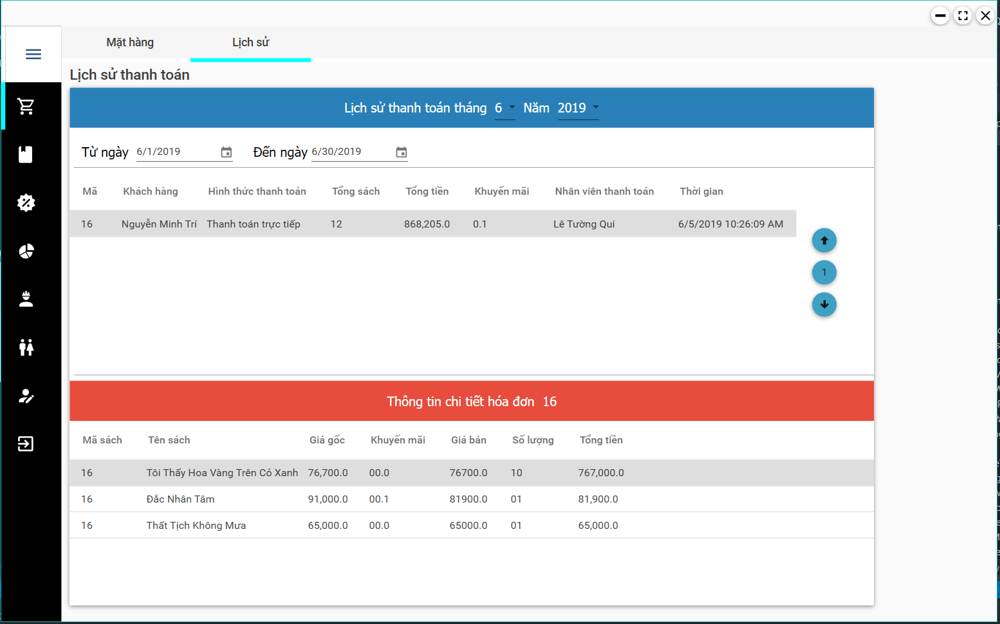 Mặt hàng Lịch sử
Lịch sử thanh toán
Lịch sử thanh toán tháng 6 Năm 2019
Từ ngày 6/1/2019 Đến ngày 6/30/2019
Mã Khách hàng Hình thức thanh toán Tổng sách Tổng tiền Khuyến mãi Nhân viên thanh toán Thời gian
16 Nguyễn Minh Trí Thanh toán trực tiếp 12 868,205.0 0.1 Lê Tường Qui 6/5/2019 10:26:09 AM
1
Thông tin chi tiết hóa đơn 16
Mã sách Tên sách Giá gốc Khuyến mãi Giá bán Số lượng Tổng tiền
16 Tôi Thấy Hoa Vàng Trên Cỏ Xanh 76,700.0 00.0 76700.0 10 767,000.0
16 Đắc Nhân Tâm 91,000.0 00.1 81900.0 01 81,900.0
16 Thất Tịch Không Mưa 65,000.0 00.0 65000.0 01 65,000.0